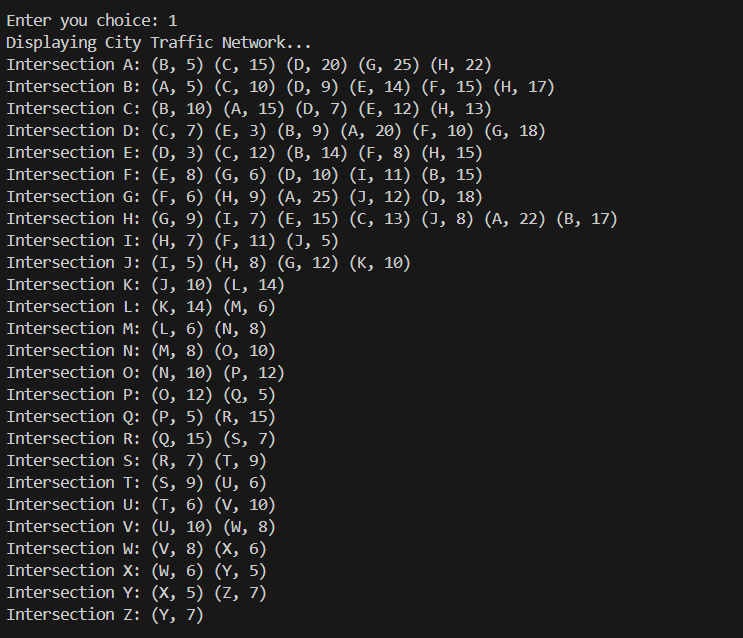 Enter you choice: 1
Displaying City Traffic Network...
Intersection A: (B, 5) (C, 15) (D, 20) (G, 25) (H, 22)
Intersection B: (A, 5) (C, 10) (D, 9) (E, 14) (F, 15) (H, 17)
Intersection C: (B, 10) (A, 15) (D, 7) (E, 12) (H, 13)
Intersection D: (C, 7) (E, 3) (B, 9) (A, 20) (F, 10) (G, 18)
Intersection E: (D, 3) (C, 12) (B, 14) (F, 8) (H, 15)
Intersection F: (E, 8) (G, 6) (D, 10) (I, 11) (B, 15)
Intersection G: (F, 6) (H, 9) (A, 25) (J, 12) (D, 18)
Intersection H: (G, 9) (I, 7) (E, 15) (C, 13) (J, 8) (A, 22) (B, 17)
Intersection I: (H, 7) (F, 11) (J, 5)
Intersection J: (I, 5) (H, 8) (G, 12) (K, 10)
Intersection K: (J, 10) (L, 14)
Intersection L: (K, 14) (M, 6)
Intersection M: (L, 6) (N, 8)
Intersection N: (M, 8) (O, 10)
Intersection O: (N, 10) (P, 12)
Intersection P: (O, 12) (Q, 5)
Intersection Q: (P, 5) (R, 15)
Intersection R: (Q, 15) (S, 7)
Intersection S: (R, 7) (T, 9)
Intersection T: (S, 9) (U, 6)
Intersection U: (T, 6) (V, 10)
Intersection V: (U, 10) (W, 8)
Intersection W: (V, 8) (X, 6)
Intersection X: (W, 6) (Y, 5)
Intersection Y: (X, 5) (Z, 7)
Intersection Z: (Y, 7)